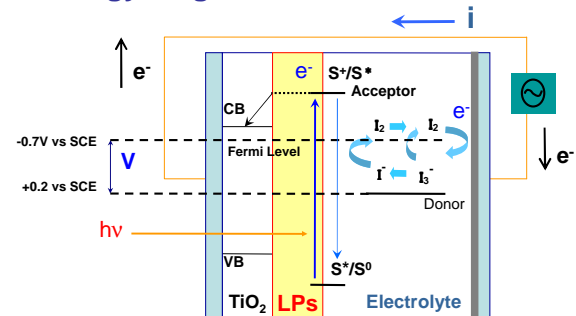 i
e-
e- S+/S*
Acceptor
CB
I2 I2 e-
-0.7V vs SCE
Fermi Level
V
I- I3-
e-
+0.2 vs SCE
Donor
hν
VB S*/S0
TiO2 LPs Electrolyte